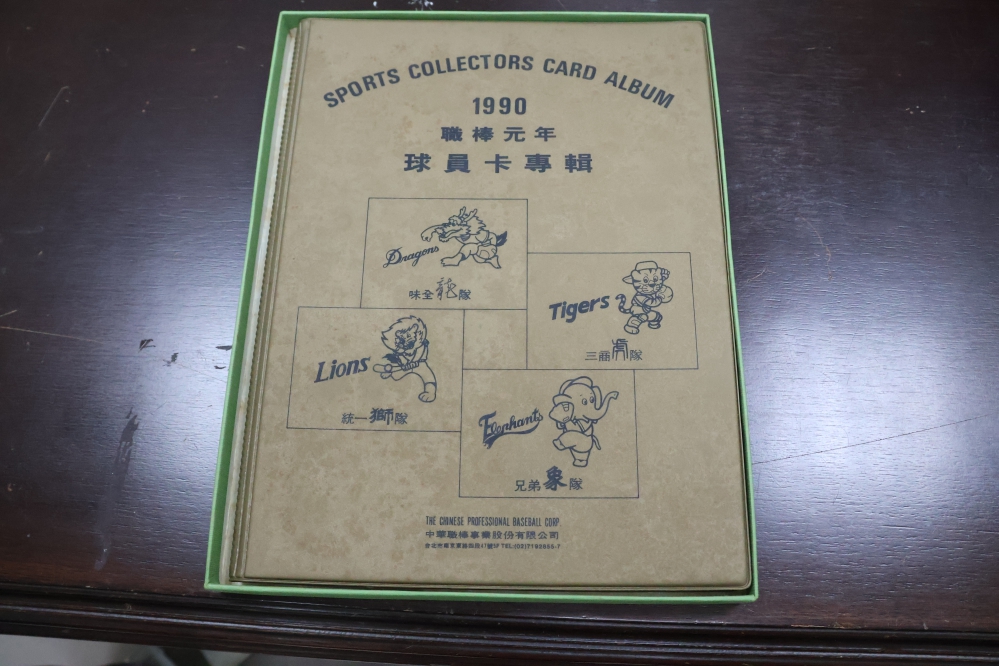 SPORTS COLLECTORS CARD ALBUM
1990
職棒元年
球員卡專輯
Dragons
味全龍隊
Tigers
三商虎隊
Lions
統一獅隊
Elephants
兄弟象隊
THE CHINESE PROFESSIONAL BASEBALL CORP.
中華職棒事業股份有限公司